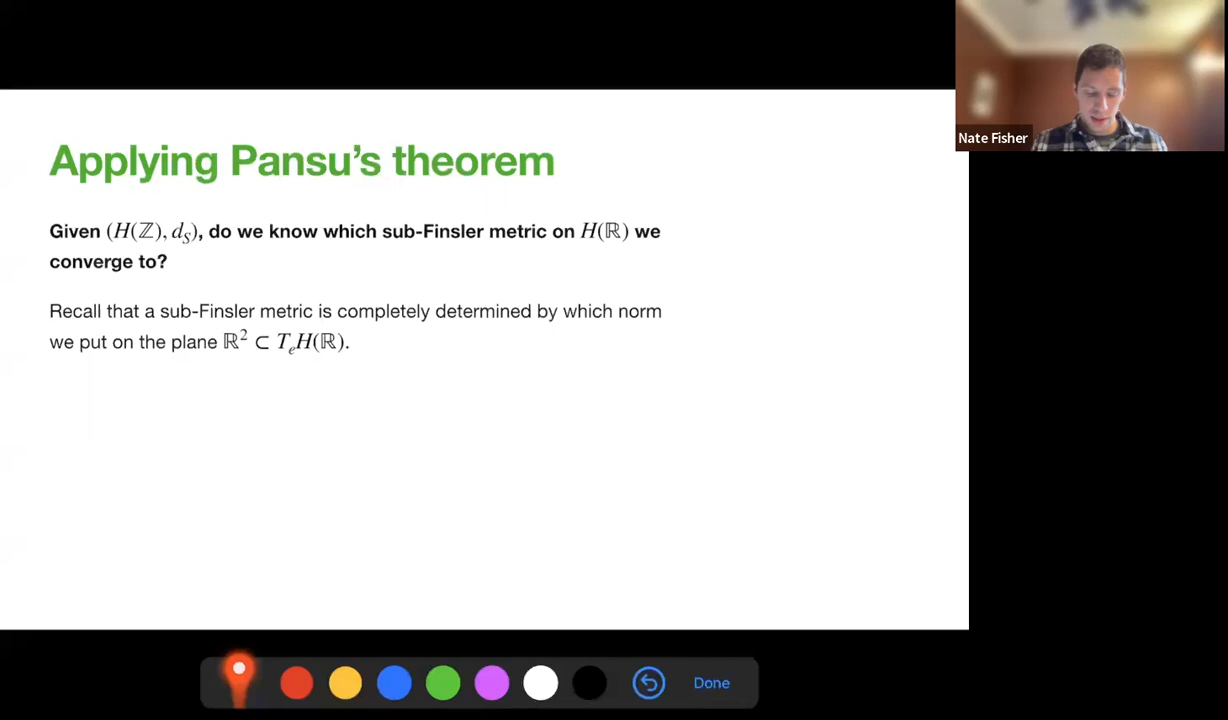 Nate Fisher
Applying Pansu's theorem
Given (H(ℤ), d_S), do we know which sub-Finsler metric on H(ℝ) we
converge to?
Recall that a sub-Finsler metric is completely determined by which norm
we put on the plane ℝ² ⊂ T_eH(ℝ).
Done